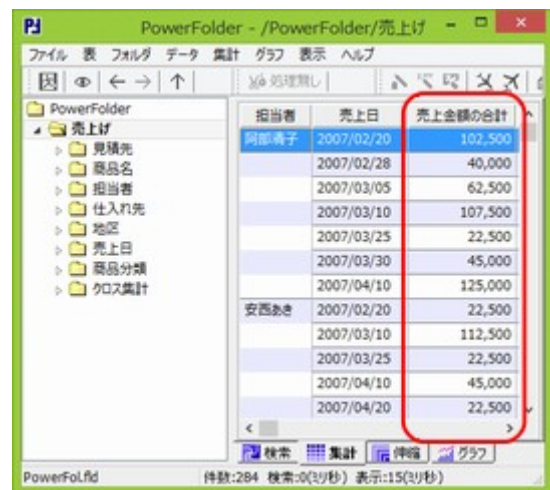 PowerFolder - /PowerFolder/売上げ
ファイル 表 フォルダ データ 集計 グラフ 表示 ヘルプ
処理無し
PowerFolder
売上げ
見積先
商品名
担当者
仕入れ先
地区
売上日
商品分類
クロス集計
担当者 売上日 売上金額の合計
阿部清子 2007/02/20 102,500
2007/02/28 40,000
2007/03/05 62,500
2007/03/10 107,500
2007/03/25 22,500
2007/03/30 45,000
2007/04/10 125,000
安西あき 2007/02/20 22,500
2007/03/10 112,500
2007/03/25 22,500
2007/04/10 45,000
2007/04/20 22,500
検索 集計 伸縮 グラフ
PowerFol.fld 件数:284 検索:0(ミリ秒) 表示:15(ミリ秒)